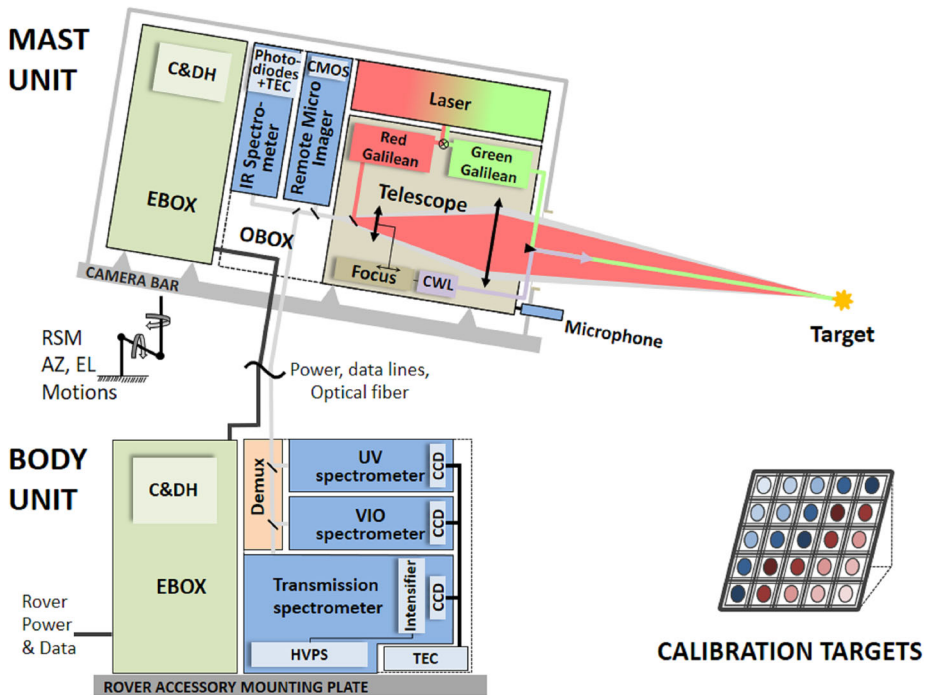 MAST
UNIT
C&DH
EBOX
Photo-
diodes
+TEC
IR Spectro-
meter
CMOS
Remote Micro
Imager
OBOX
Laser
Red
Galilean
Green
Galilean
Telescope
Focus
CWL
CAMERA BAR
Microphone
Target
RSM
AZ, EL
Motions
Power, data lines,
Optical fiber
BODY
UNIT
C&DH
EBOX
Demux
UV
spectrometer
CCD
VIO
spectrometer
CCD
Transmission
spectrometer
Intensifier
CCD
HVPS
TEC
Rover
Power
& Data
ROVER ACCESSORY MOUNTING PLATE
CALIBRATION TARGETS